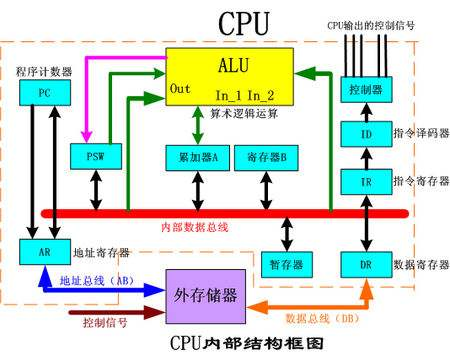 CPU
CPU输出的控制信号
程序计数器
PC
ALU
Out
In_1 In_2
算术逻辑运算
控制器
ID
指令译码器
PSW
累加器A
寄存器B
IR
指令寄存器
内部数据总线
AR
地址寄存器
暂存器
DR
数据寄存器
地址总线(AB)
外存储器
控制信号
数据总线(DB)
CPU内部结构框图